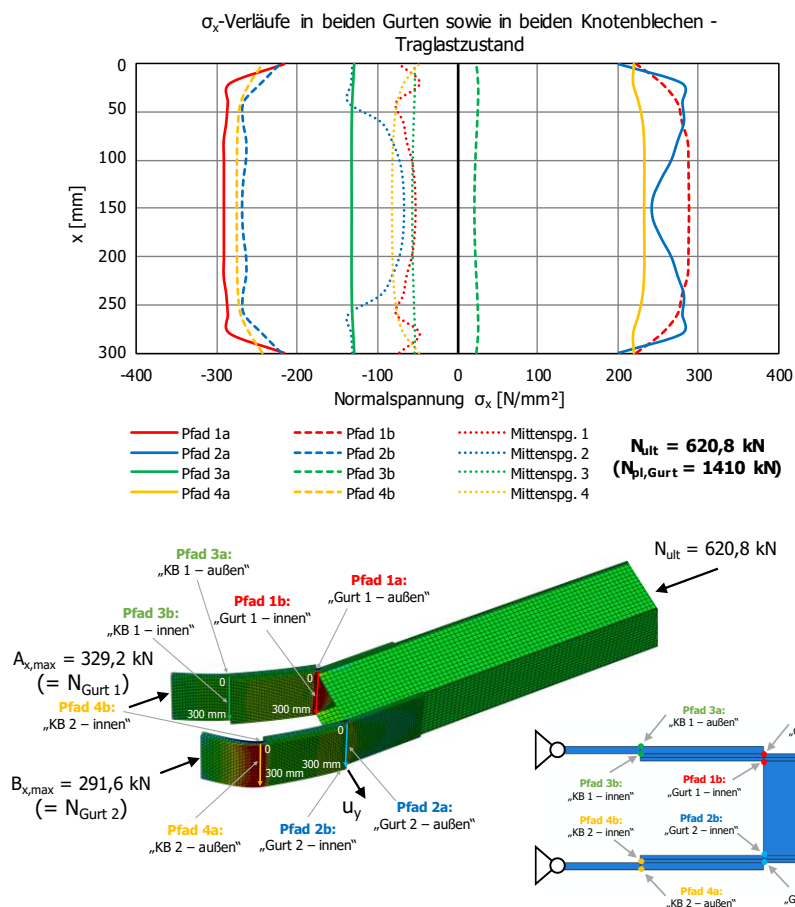 σx-Verläufe in beiden Gurten sowie in beiden Knotenblechen -
Traglastzustand
0
50
100
150
200
250
300
x [mm]
-400 -300 -200 -100 0 100 200 300 400
Normalspannung σx [N/mm²]
Pfad 1a Pfad 1b Mittenspg. 1
Pfad 2a Pfad 2b Mittenspg. 2
Pfad 3a Pfad 3b Mittenspg. 3
Pfad 4a Pfad 4b Mittenspg. 4
Nult = 620,8 kN
(Npl,Gurt = 1410 kN)
Nult = 620,8 kN
Pfad 3a:
„KB 1 – außen“
Pfad 1a:
„Gurt 1 – außen“
Pfad 1b:
„Gurt 1 – innen“
Pfad 3b:
„KB 1 – innen“
Ax,max = 329,2 kN
(= NGurt 1)
Pfad 4b:
„KB 2 – innen“
0
300 mm
0
300 mm
0
300 mm
0
300 mm
Bx,max = 291,6 kN
(= NGurt 2)
uy
Pfad 4a:
„KB 2 – außen“
Pfad 2b:
„Gurt 2 – innen“
Pfad 2a:
„Gurt 2 – außen“
Pfad 3a:
„KB 1 – außen“
„G
Pfad 3b:
„KB 1 – innen“
Pfad 1b:
„Gurt 1 – innen“
Pfad 4b:
„KB 2 – innen“
Pfad 2b:
„Gurt 2 – innen“
Pfad 4a:
„KB 2 – außen“
„G